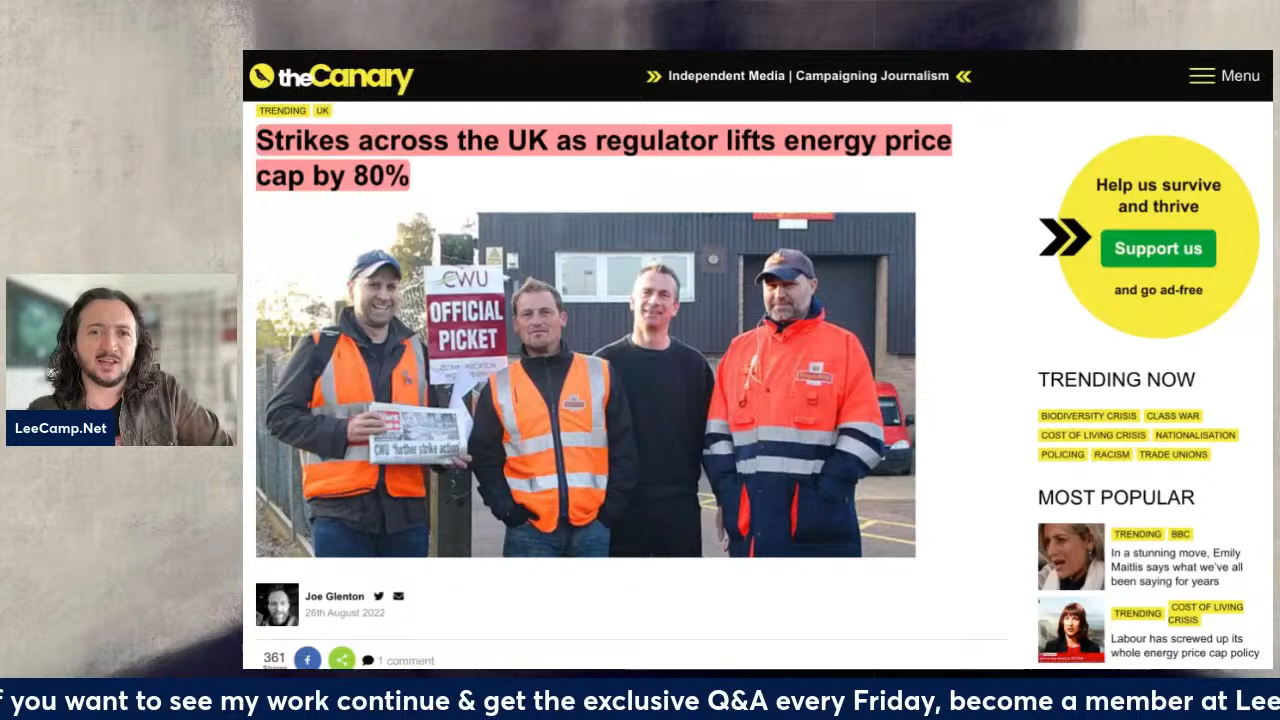 theCanary
Independent Media | Campaigning Journalism
Menu
TRENDING UK
Strikes across the UK as regulator lifts energy price
cap by 80%
CWU
OFFICIAL
PICKET
CWU 'further strike action'
Help us survive
and thrive
Support us
and go ad-free
TRENDING NOW
BIODIVERSITY CRISIS CLASS WAR
COST OF LIVING CRISIS NATIONALISATION
POLICING RACISM TRADE UNIONS
MOST POPULAR
TRENDING BBC
In a stunning move, Emily
Maitlis says what we've all
been saying for years
TRENDING COST OF LIVING
CRISIS
Labour has screwed up its
whole energy price cap policy
Joe Glenton
26th August 2022
361
Shares
1 comment
LeeCamp.Net
f you want to see my work continue & get the exclusive Q&A every Friday, become a member at Lee